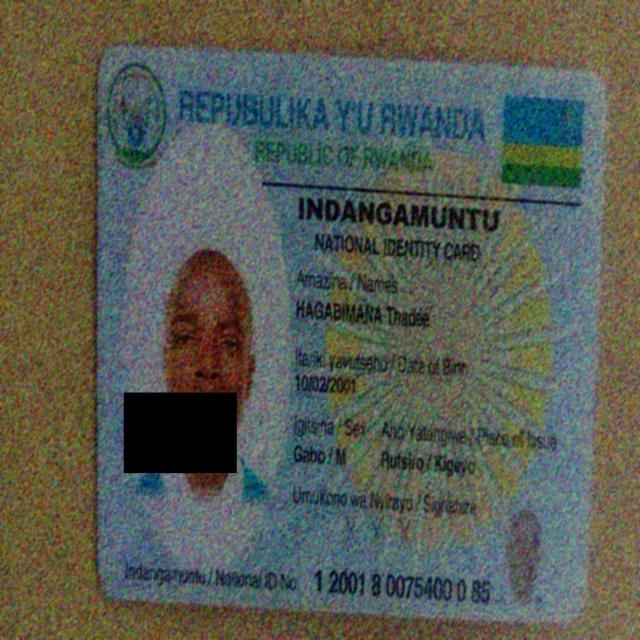 REPUBULIKA Y'U RWANDA
REPUBLIC OF RWANDA
INDANGAMUNTU
NATIONAL IDENTITY CARD
Amazina / Names
HAGABIMANA Thadee
Itariki yavutseho / Date of Birth
10/02/2001
Igitsina / Sex Aho Yatangiwe / Place of Issue
Gabo / M Rutsiro / Kigeyo
Umukono wa Nyirayo / Signature
Indangamuntu / National ID No. 1 2001 8 0075400 0 85